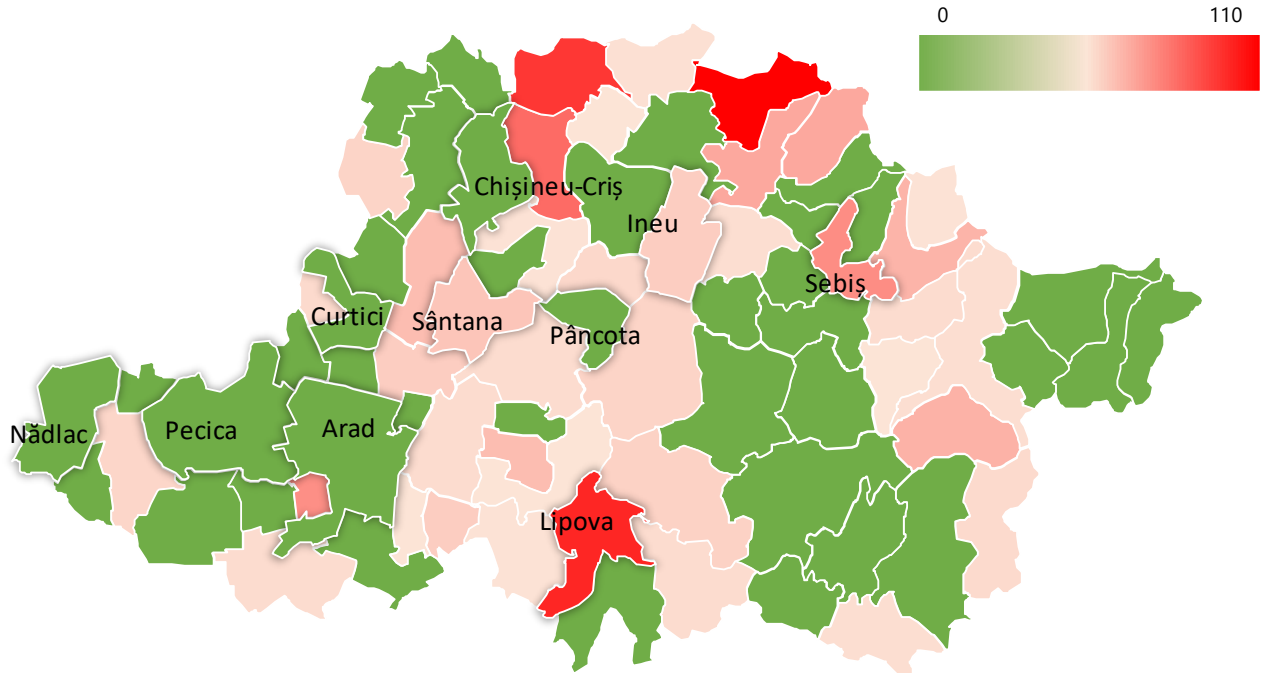 0 110
Chișineu-Criș
Ineu
Sebiș
Curtici
Sântana
Pâncota
Nădlac
Pecica
Arad
Lipova